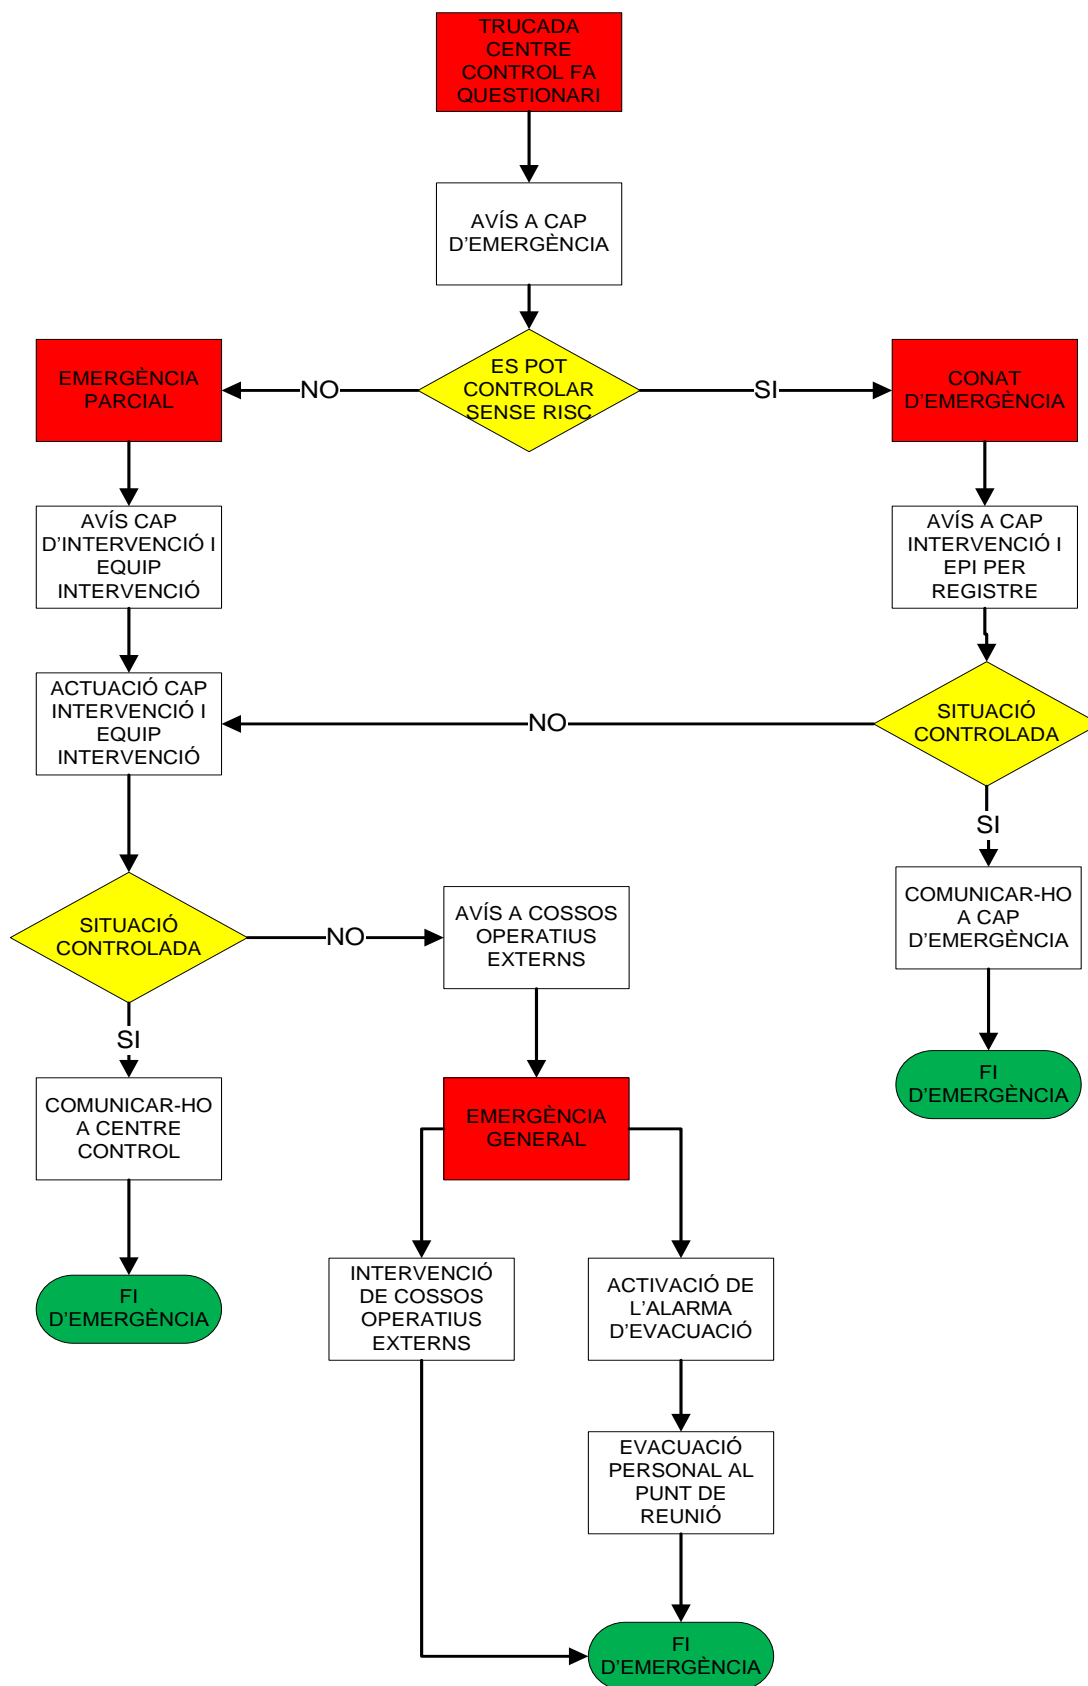 TRUCADA
CENTRE
CONTROL FA
QUESTIONARI
AVÍS A CAP
D'EMERGÈNCIA
ES POT
CONTROLAR
SENSE RISC
NO
SI
EMERGÈNCIA
PARCIAL
CONAT
D'EMERGÈNCIA
AVÍS CAP
D'INTERVENCIÓ I
EQUIP
INTERVENCIÓ
AVÍS A CAP
INTERVENCIÓ I
EPI PER
REGISTRE
ACTUACIÓ CAP
INTERVENCIÓ I
EQUIP
INTERVENCIÓ
NO
SITUACIÓ
CONTROLADA
SI
COMUNICAR-HO
A CAP
D'EMERGÈNCIA
FI
D'EMERGÈNCIA
SITUACIÓ
CONTROLADA
NO
AVÍS A COSSOS
OPERATIUS
EXTERNS
SI
COMUNICAR-HO
A CENTRE
CONTROL
FI
D'EMERGÈNCIA
EMERGÈNCIA
GENERAL
INTERVENCIÓ
DE COSSOS
OPERATIUS
EXTERNS
ACTIVACIÓ DE
L'ALARMA
D'EVACUACIÓ
EVACUACIÓ
PERSONAL AL
PUNT DE
REUNIÓ
FI
D'EMERGÈNCIA